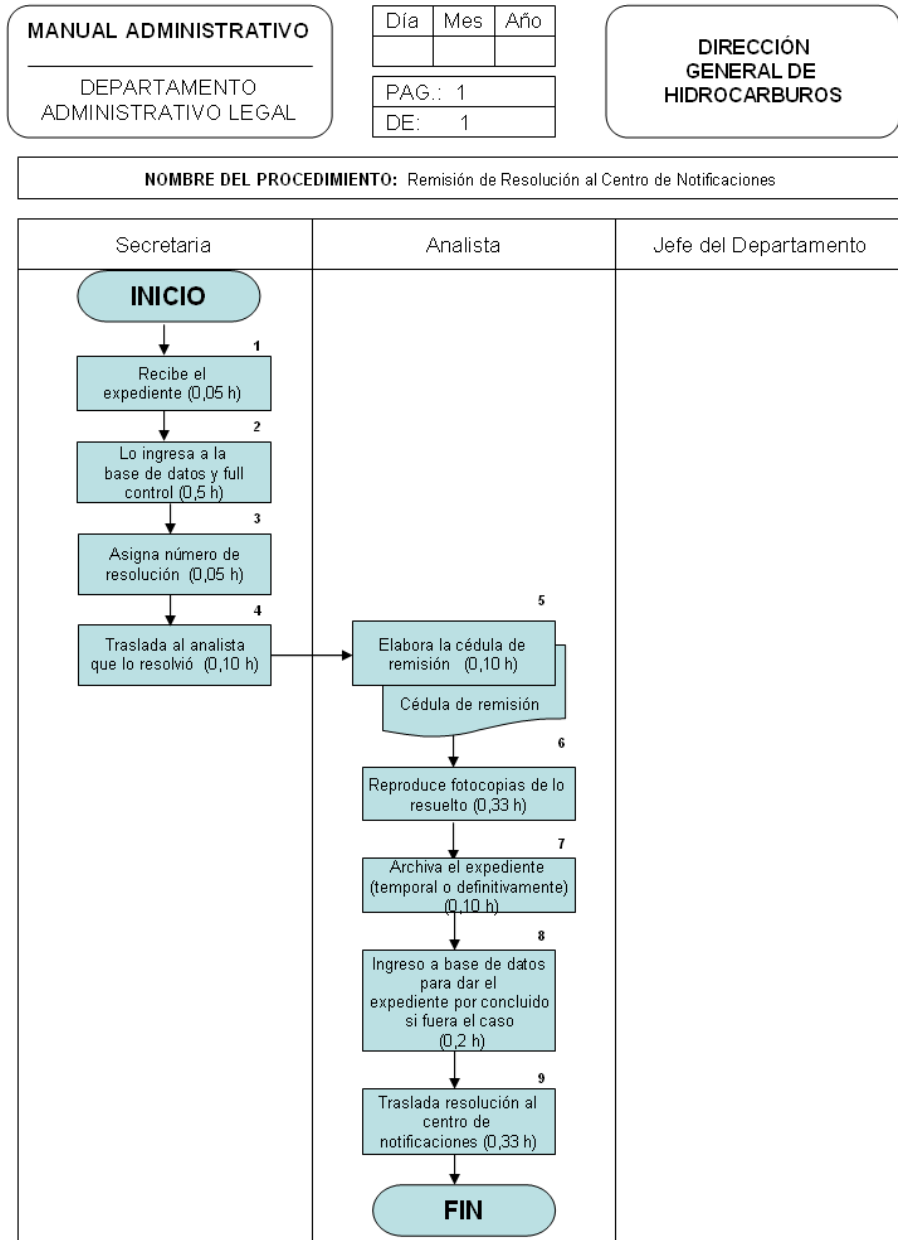 MANUAL ADMINISTRATIVO
DEPARTAMENTO
ADMINISTRATIVO LEGAL
Día Mes Año
PAG.: 1
DE: 1
DIRECCIÓN
GENERAL DE
HIDROCARBUROS
NOMBRE DEL PROCEDIMIENTO: Remisión de Resolución al Centro de Notificaciones
Secretaria
Analista
Jefe del Departamento
INICIO
1
Recibe el
expediente (0,05 h)
2
Lo ingresa a la
base de datos y full
control (0,5 h)
3
Asigna número de
resolución (0,05 h)
4
Traslada al analista
que lo resolvió (0,10 h)
5
Elabora la cédula de
remisión (0,10 h)
Cédula de remisión
6
Reproduce fotocopias de lo
resuelto (0,33 h)
7
Archiva el expediente
(temporal o definitivamente)
(0,10 h)
8
Ingreso a base de datos
para dar el
expediente por concluido
si fuera el caso
(0,2 h)
9
Traslada resolución al
centro de
notificaciones (0,33 h)
FIN